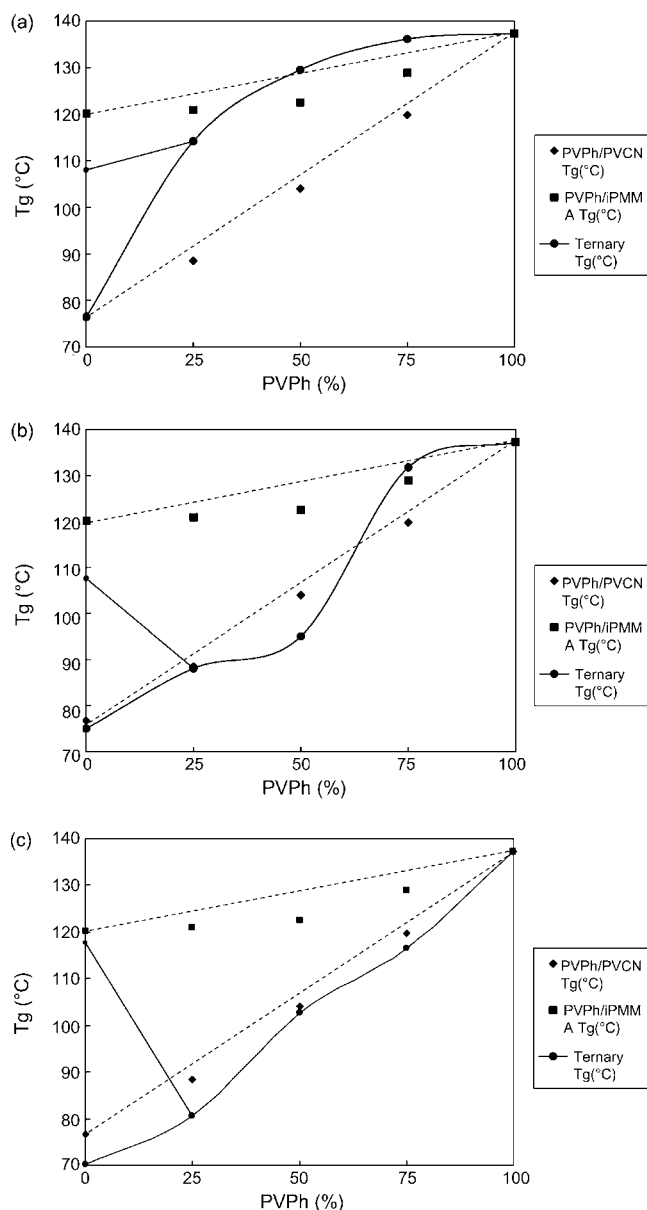 (a)
140
130
120
110
100
90
80
70
Tg (°C)
0 25 50 75 100
PVPh (%)
PVPh/PVCN
Tg(°C)
PVPh/iPMM
A Tg(°C)
Ternary
Tg(°C)
(b)
140
130
120
110
100
90
80
70
Tg (°C)
0 25 50 75 100
PVPh (%)
PVPh/PVCN
Tg(°C)
PVPh/iPMM
A Tg(°C)
Ternary
Tg(°C)
(c)
140
130
120
110
100
90
80
70
Tg (°C)
0 25 50 75 100
PVPh (%)
PVPh/PVCN
Tg(°C)
PVPh/iPMM
A Tg(°C)
Ternary
Tg(°C)